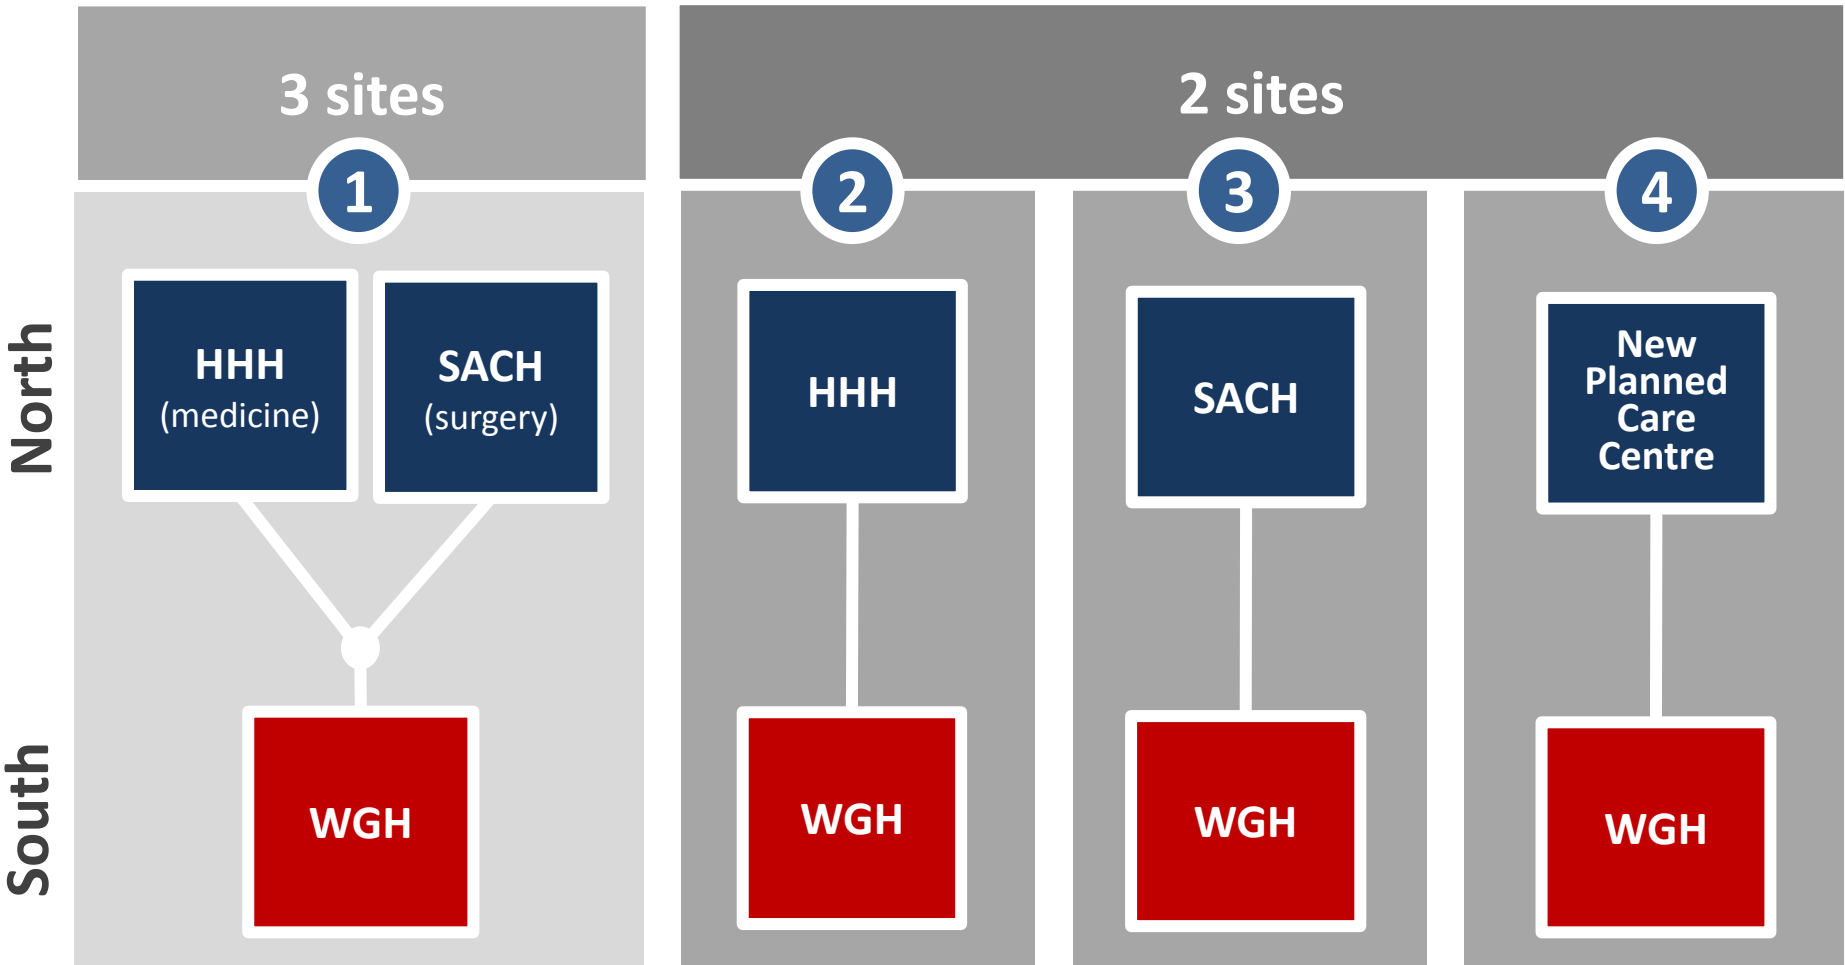 3 sites
2 sites
1
2
3
4
North
HHH
(medicine)
SACH
(surgery)
HHH
SACH
New
Planned
Care
Centre
South
WGH
WGH
WGH
WGH